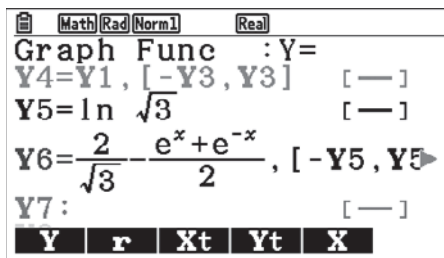 Math Rad Norm1 Real
Graph Func :Y=
Y4=Y1,[-Y3,Y3] [—]
Y5=ln √3 [—]
Y6=2/√3-(eˣ+e⁻ˣ)/2,[-Y5,Y5
Y7: [—]
Y r Xt Yt X